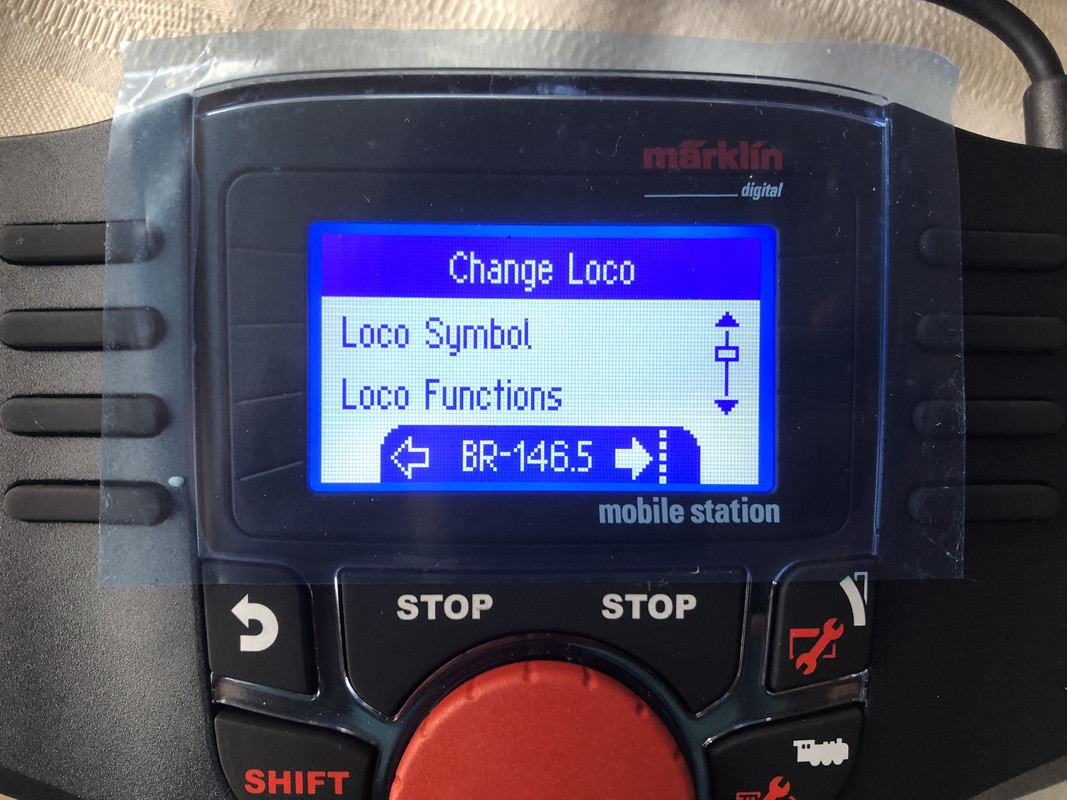 märklin
digital
Change Loco
Loco Symbol
Loco Functions
BR-146.5
mobile station
STOP STOP
SHIFT